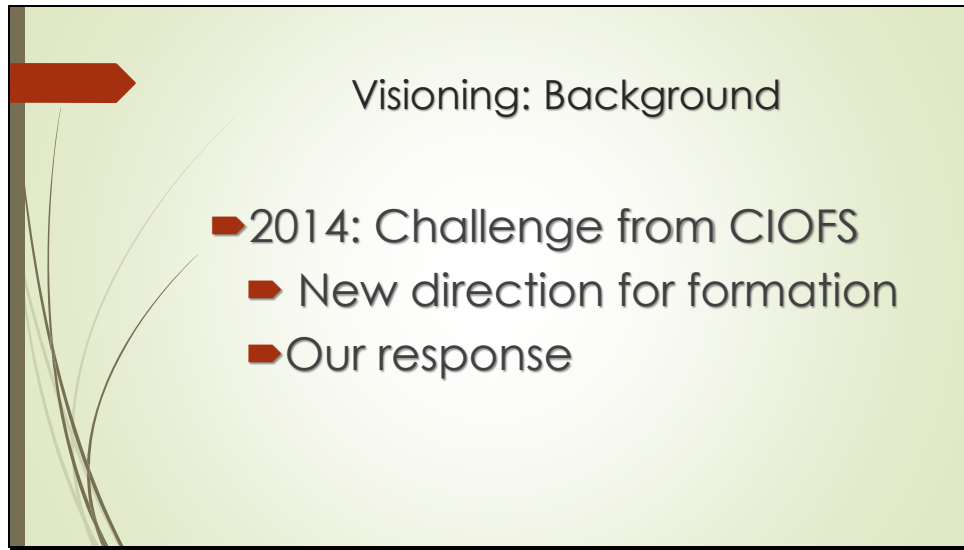 Visioning: Background
2014: Challenge from CIOFS
New direction for formation
Our response